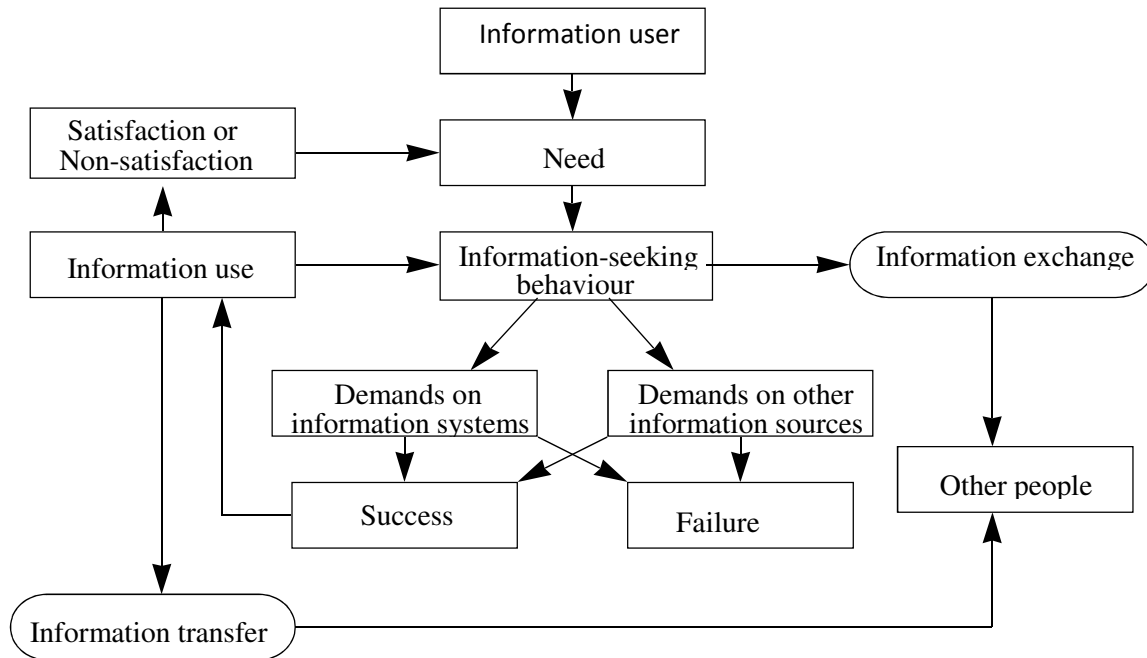 Information user
Satisfaction or
Non-satisfaction
Need
Information use
Information-seeking
behaviour
Information exchange
Demands on
information systems
Demands on other
information sources
Success
Failure
Other people
Information transfer